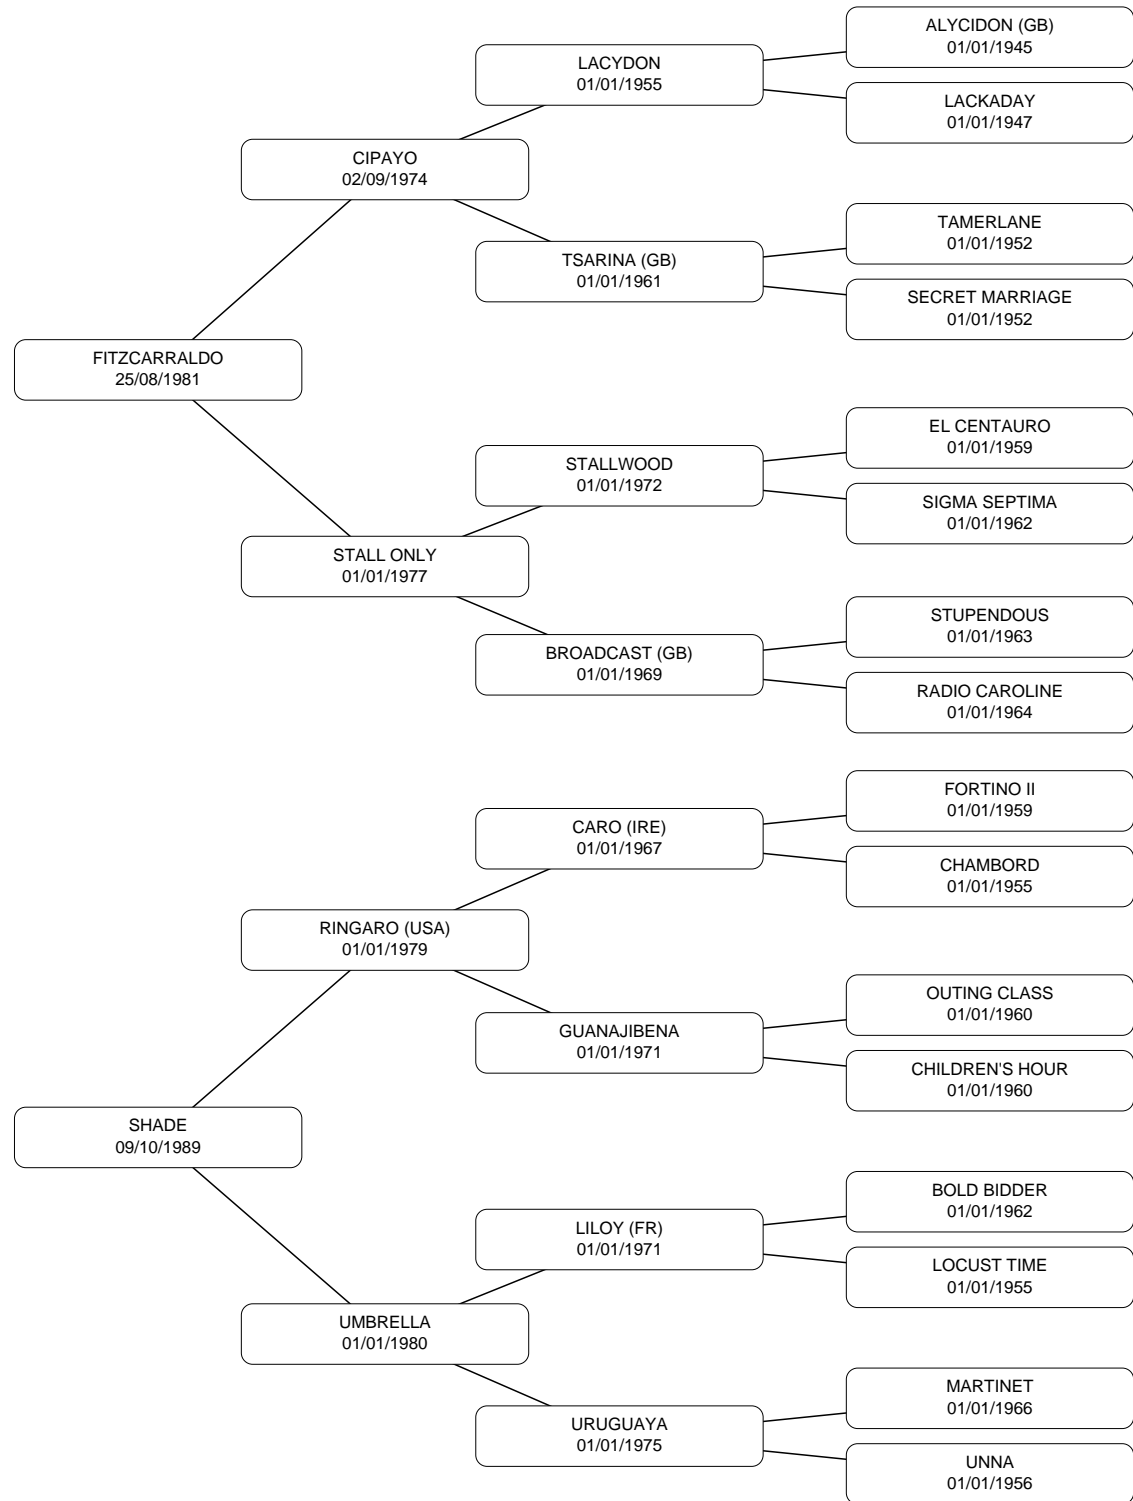 ALYCIDON (GB)
01/01/1945
LACYDON
01/01/1955
LACKADAY
01/01/1947
CIPAYO
02/09/1974
TAMERLANE
01/01/1952
TSARINA (GB)
01/01/1961
SECRET MARRIAGE
01/01/1952
FITZCARRALDO
25/08/1981
EL CENTAURO
01/01/1959
STALLWOOD
01/01/1972
SIGMA SEPTIMA
01/01/1962
STALL ONLY
01/01/1977
STUPENDOUS
01/01/1963
BROADCAST (GB)
01/01/1969
RADIO CAROLINE
01/01/1964
FORTINO II
01/01/1959
CARO (IRE)
01/01/1967
CHAMBORD
01/01/1955
RINGARO (USA)
01/01/1979
OUTING CLASS
01/01/1960
GUANAJIBENA
01/01/1971
CHILDREN'S HOUR
01/01/1960
SHADE
09/10/1989
BOLD BIDDER
01/01/1962
LILOY (FR)
01/01/1971
LOCUST TIME
01/01/1955
UMBRELLA
01/01/1980
MARTINET
01/01/1966
URUGUAYA
01/01/1975
UNNA
01/01/1956